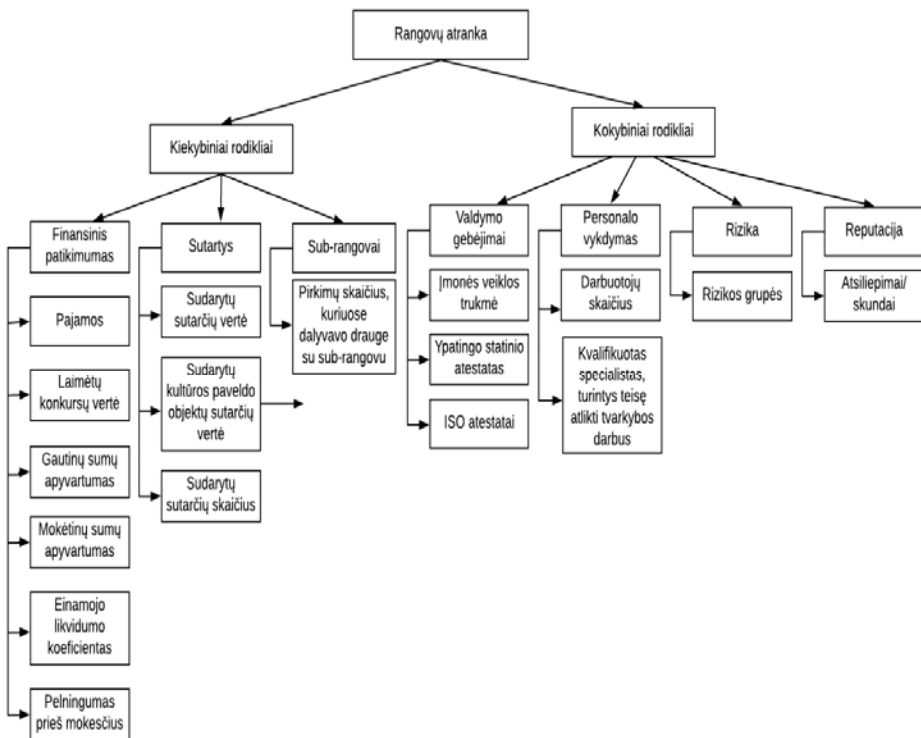 Rangovų atranka
Kiekybiniai rodikliai
Kokybiniai rodikliai
Finansinis
patikimumas
Pajamos
Laimėtų
konkursų vertė
Gautinų sumų
apyvartumas
Mokėtinų sumų
apyvartumas
Einamojo
likvidumo
koeficientas
Pelningumas
prieš mokesčius
Sutartys
Sudarytų
sutarčių vertė
Sudarytų
kultūros paveldo
objektų sutarčių
vertė
Sudarytų
sutarčių skaičius
Sub-rangovai
Pirkimų skaičius,
kuriuose
dalyvavo drauge
su sub-rangovu
Valdymo
gebėjimai
Įmonės veiklos
trukmė
Ypatingo statinio
atestatas
ISO atestatai
Personalo
vykdymas
Darbuotojų
skaičius
Kvalifikuotas
specialistas,
turintys teisę
atlikti tvarkybos
darbus
Rizika
Rizikos grupės
Reputacija
Atsiliepimai/
skundai